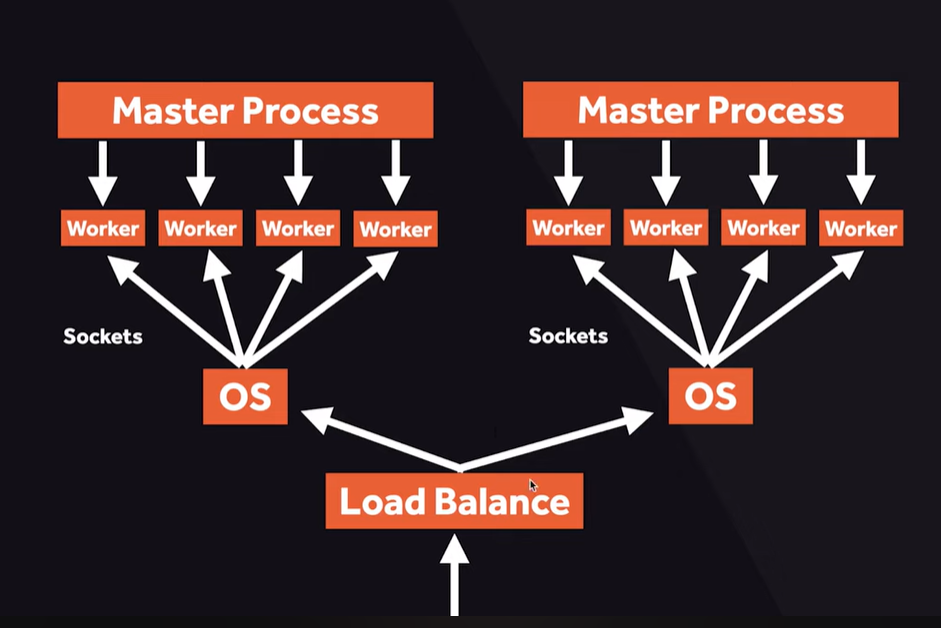 Master Process
Master Process
Worker
Worker
Worker
Worker
Worker
Worker
Worker
Worker
Sockets
Sockets
OS
OS
Load Balance